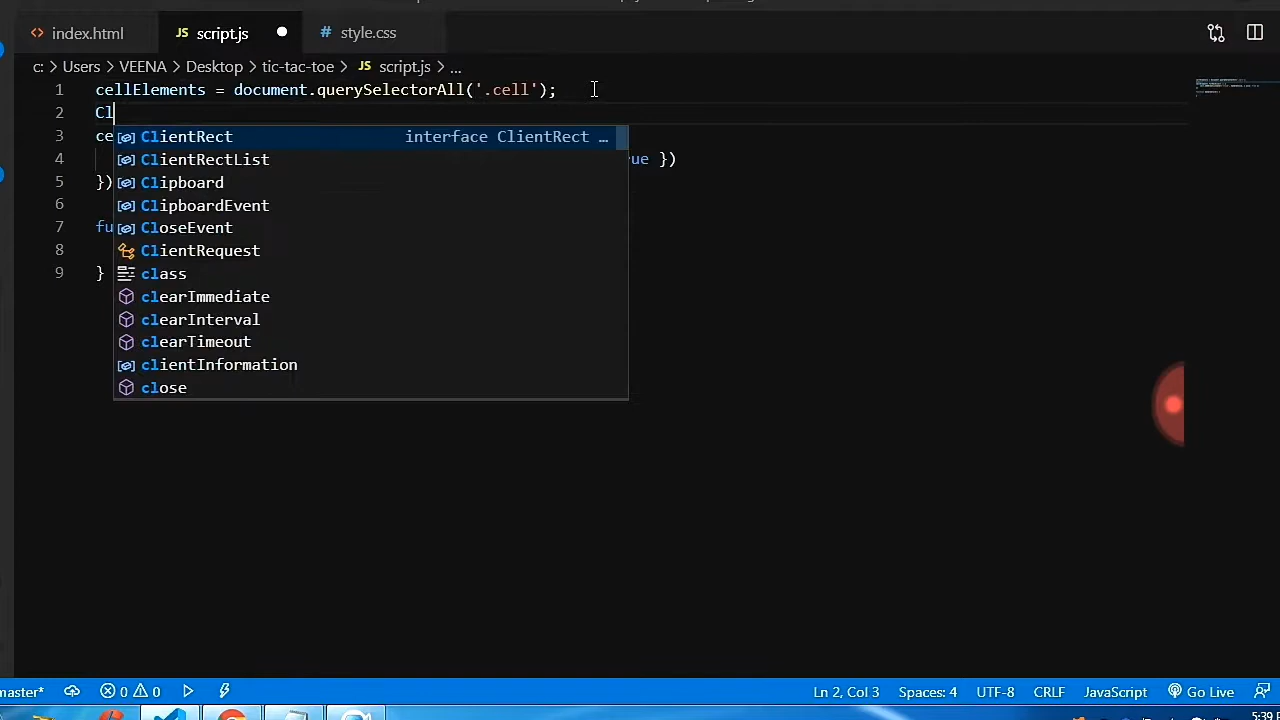 index.html
script.js
style.css
c: > Users > VEENA > Desktop > tic-tac-toe > JS script.js > ...
1 cellElements = document.querySelectorAll('.cell');
2 Cl
3 ce
ClientRect interface ClientRect ...
4 ue })
ClientRectList
5 })
Clipboard
6
ClipboardEvent
7 fu
CloseEvent
8
ClientRequest
9 }
class
clearImmediate
clearInterval
clearTimeout
clientInformation
close
master* 0 0 Ln 2, Col 3 Spaces: 4 UTF-8 CRLF JavaScript Go Live